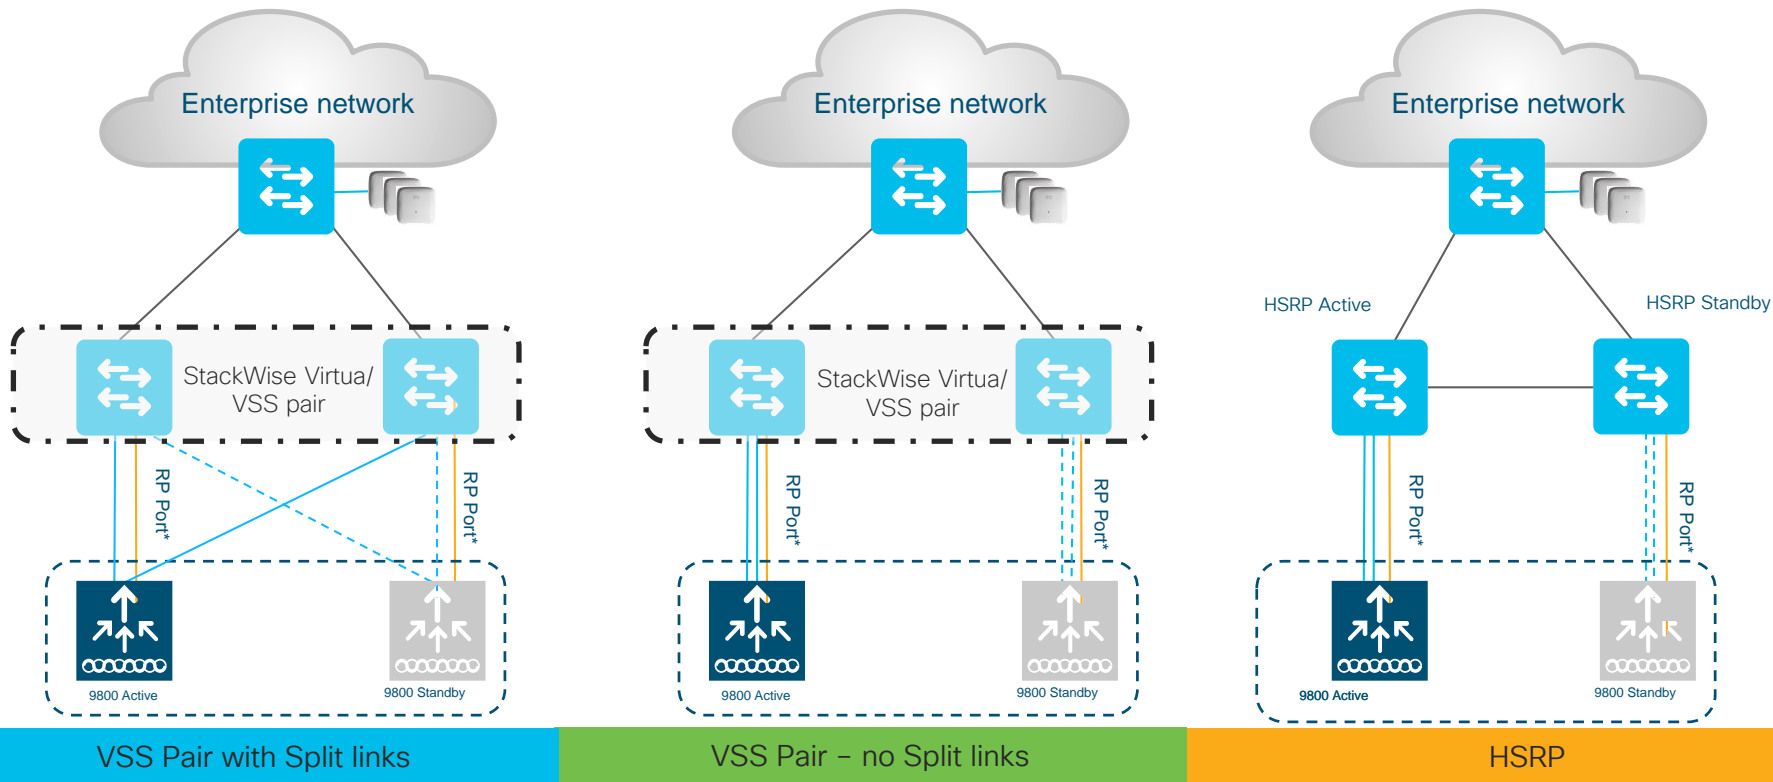 Enterprise network
StackWise Virtua/
VSS pair
RP Port*
RP Port*
9800 Active
9800 Standby
VSS Pair with Split links
Enterprise network
StackWise Virtua/
VSS pair
RP Port*
RP Port*
9800 Active
9800 Standby
VSS Pair – no Split links
Enterprise network
HSRP Active
HSRP Standby
RP Port*
RP Port*
9800 Active
9800 Standby
HSRP